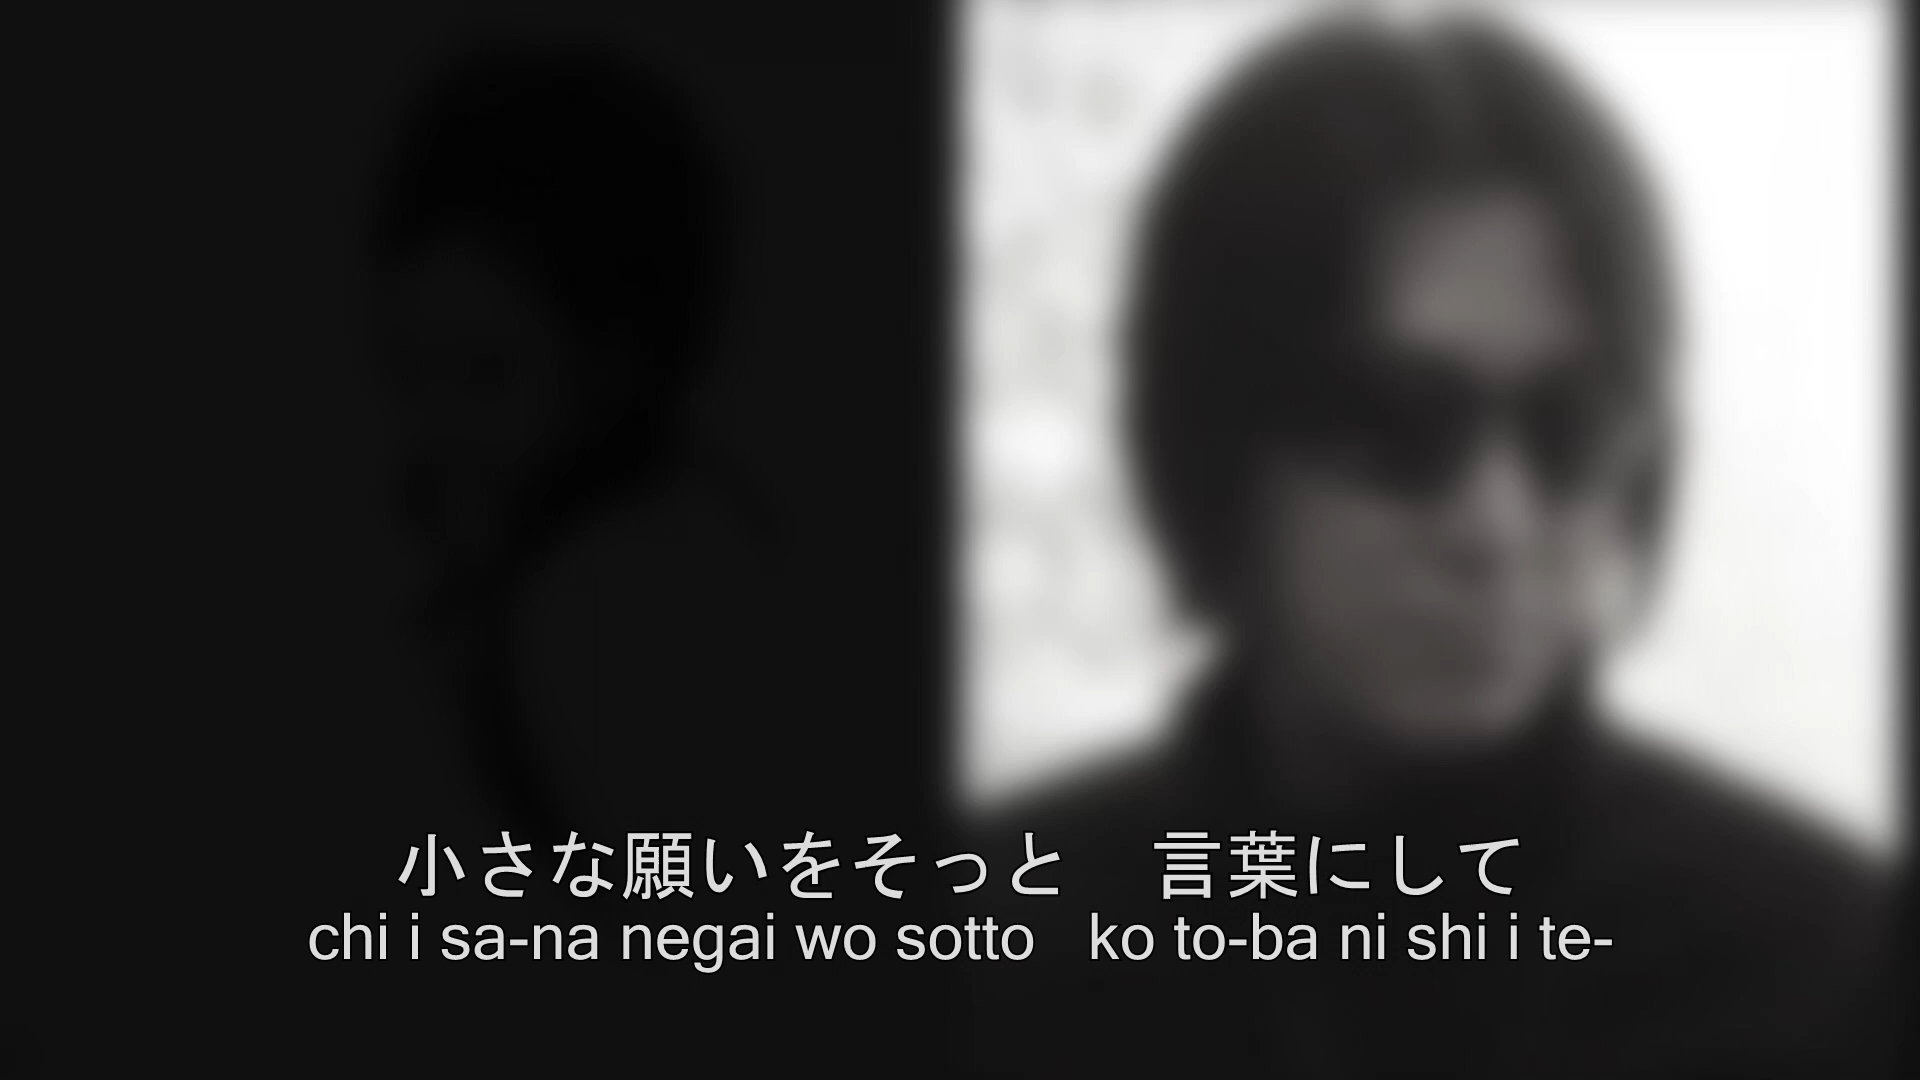 小さな願いをそっと　言葉にして
chi i sa-na negai wo sotto   ko to-ba ni shi i te-